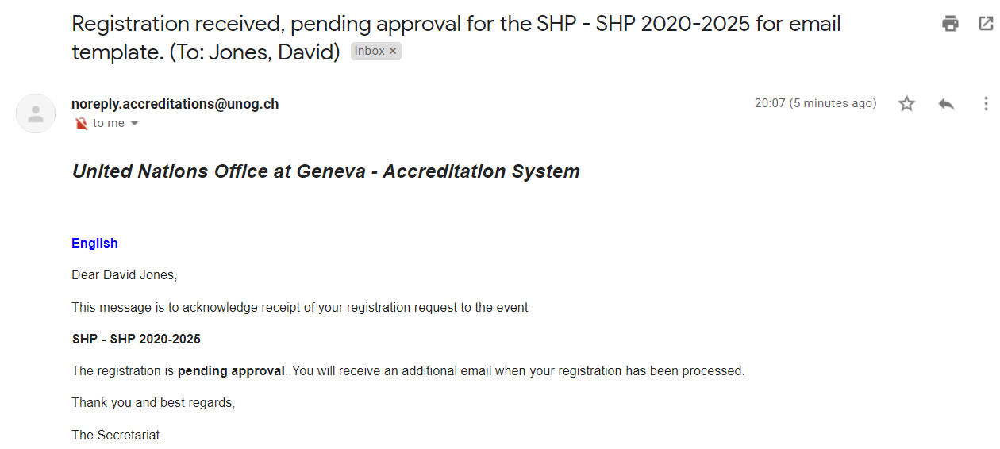 Registration received, pending approval for the SHP - SHP 2020-2025 for email
template. (To: Jones, David) Inbox ×
noreply.accreditations@unog.ch 20:07 (5 minutes ago)
to me
United Nations Office at Geneva - Accreditation System
English
Dear David Jones,
This message is to acknowledge receipt of your registration request to the event
SHP - SHP 2020-2025.
The registration is pending approval. You will receive an additional email when your registration has been processed.
Thank you and best regards,
The Secretariat.